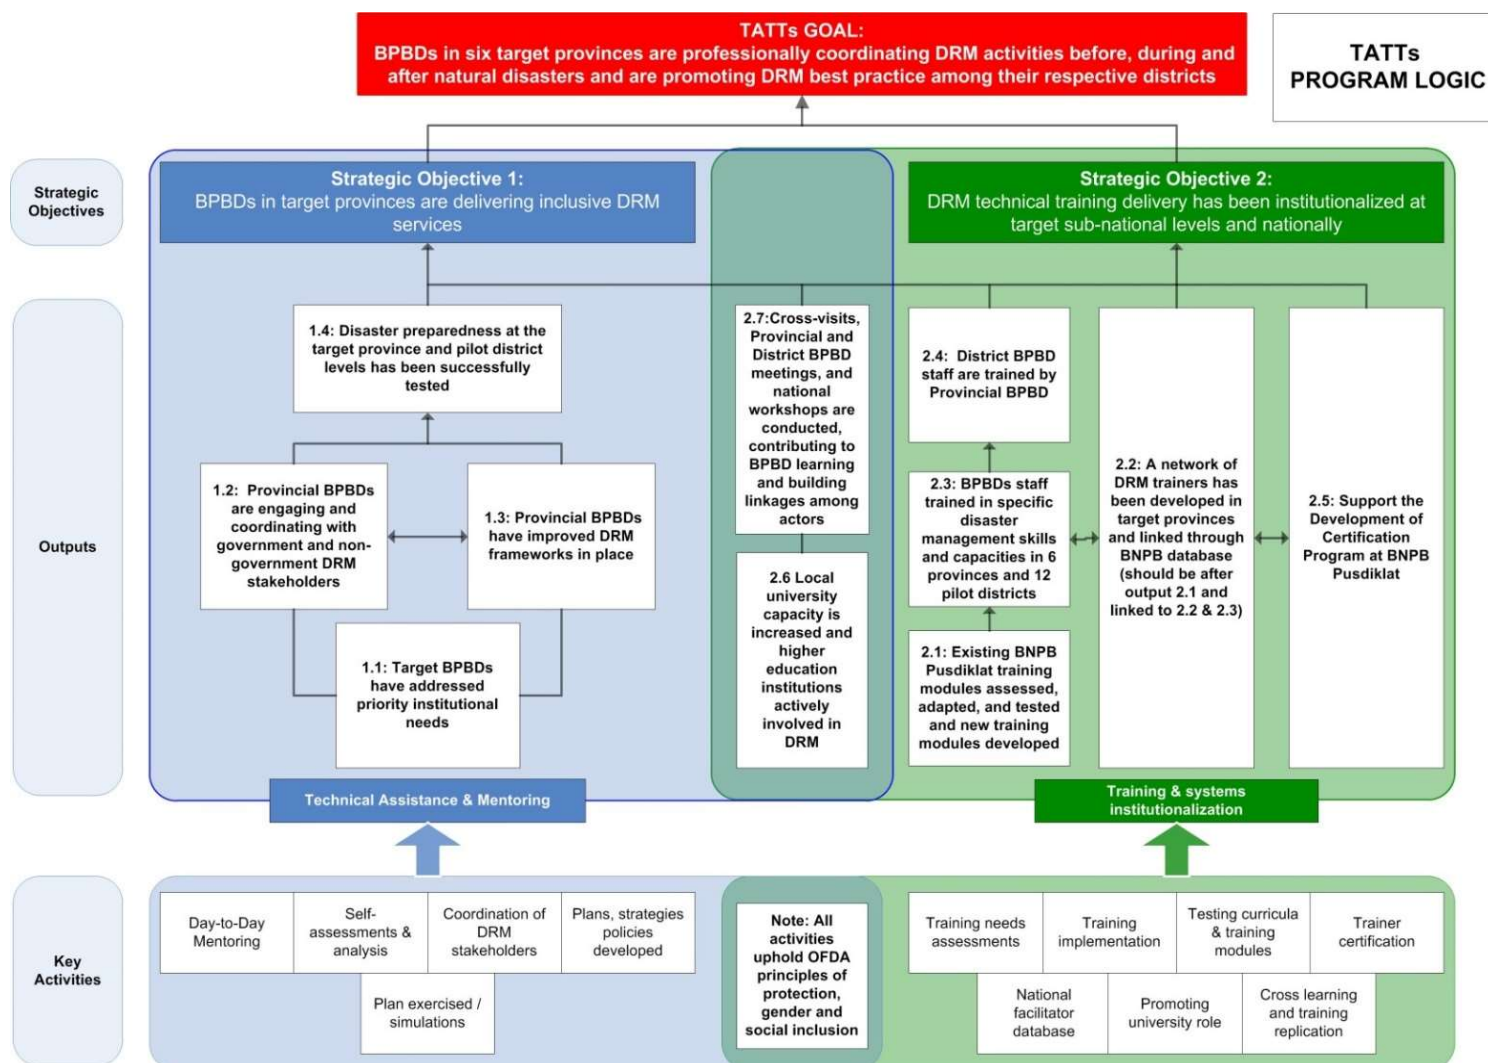 TATTs GOAL:
BPBDs in six target provinces are professionally coordinating DRM activities before, during and
after natural disasters and are promoting DRM best practice among their respective districts
TATTs
PROGRAM LOGIC
Strategic
Objectives
Strategic Objective 1:
BPBDs in target provinces are delivering inclusive DRM
services
Strategic Objective 2:
DRM technical training delivery has been institutionalized at
target sub-national levels and nationally
Outputs
1.4: Disaster preparedness at the
target province and pilot district
levels has been successfully
tested
1.2: Provincial BPBDs
are engaging and
coordinating with
government and non-
government DRM
stakeholders
1.3: Provincial BPBDs
have improved DRM
frameworks in place
1.1: Target BPBDs
have addressed
priority institutional
needs
2.7:Cross-visits,
Provincial and
District BPBD
meetings, and
national
workshops are
conducted,
contributing to
BPBD learning
and building
linkages among
actors
2.6 Local
university
capacity is
increased and
higher
education
institutions
actively
involved in
DRM
2.4: District BPBD
staff are trained by
Provincial BPBD
2.3: BPBDs staff
trained in specific
disaster
management skills
and capacities in 6
provinces and 12
pilot districts
2.1: Existing BNPB
Pusdiklat training
modules assessed,
adapted, and tested
and new training
modules developed
2.2: A network of
DRM trainers has
been developed in
target provinces
and linked through
BNPB database
(should be after
output 2.1 and
linked to 2.2 & 2.3)
2.5: Support the
Development of
Certification
Program at BNPB
Pusdiklat
Technical Assistance & Mentoring
Training & systems
institutionalization
Key
Activities
Day-to-Day
Mentoring
Self-
assessments &
analysis
Coordination of
DRM
stakeholders
Plans, strategies
policies
developed
Plan exercised /
simulations
Note: All
activities
uphold OFDA
principles of
protection,
gender and
social inclusion
Training needs
assessments
Training
implementation
Testing curricula
& training
modules
Trainer
certification
National
facilitator
database
Promoting
university role
Cross learning
and training
replication